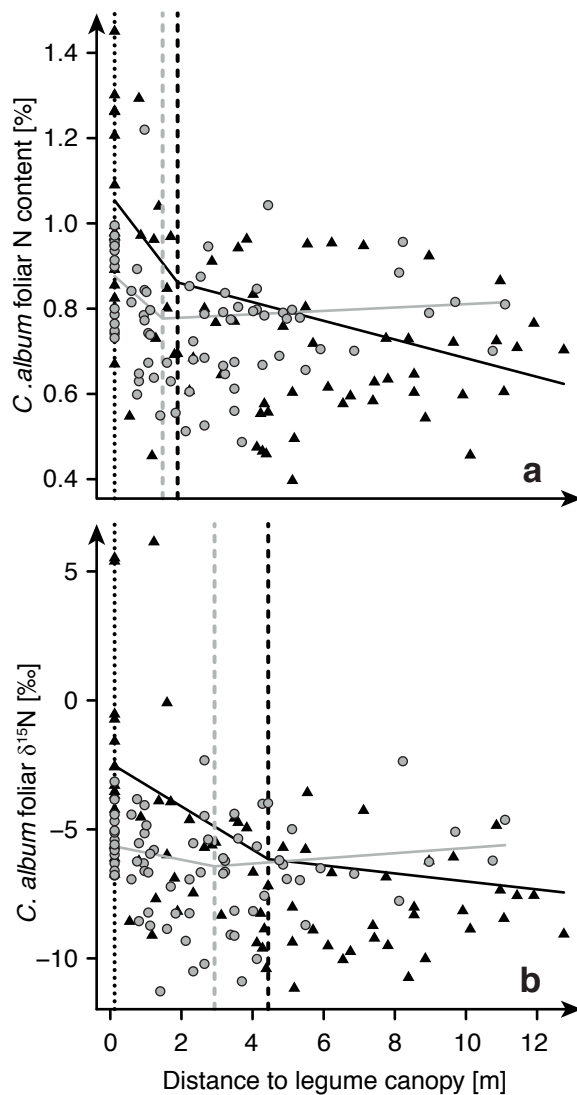 C .album foliar N content [%]
1.4
1.2
1.0
0.8
0.6
0.4
a
C. album foliar δ¹⁵N [‰]
5
0
−5
−10
b
0 2 4 6 8 10 12
Distance to legume canopy [m]